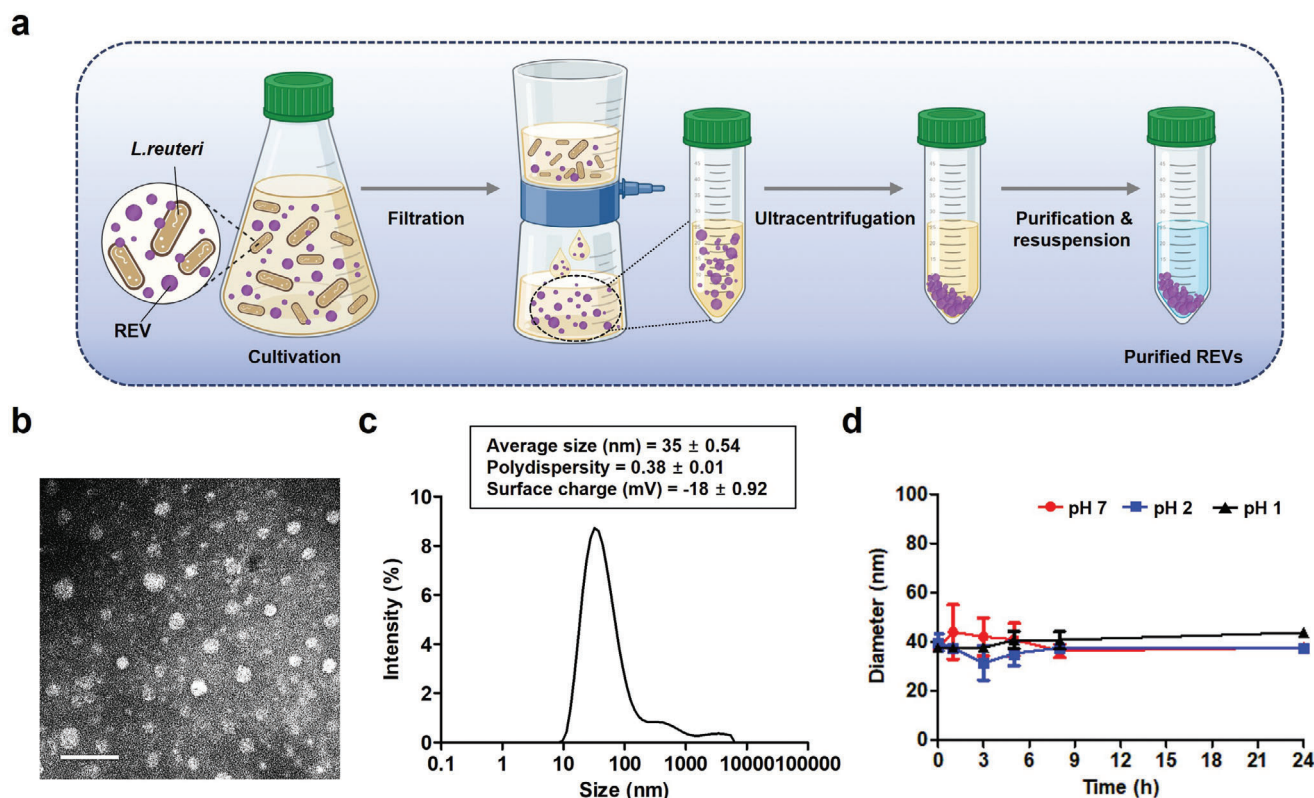 a
L.reuteri
REV
Cultivation
Filtration
Ultracentrifugation
Purification &
resuspension
Purified REVs
b
c
Average size (nm) = 35 ± 0.54
Polydispersity = 0.38 ± 0.01
Surface charge (mV) = -18 ± 0.92
Intensity (%)
10
8
6
4
2
0
0.1 1 10 100 1000 10000 100000
Size (nm)
d
pH 7 pH 2 pH 1
Diameter (nm)
100
80
60
40
20
0
0 3 6 9 12 15 18 21 24
Time (h)